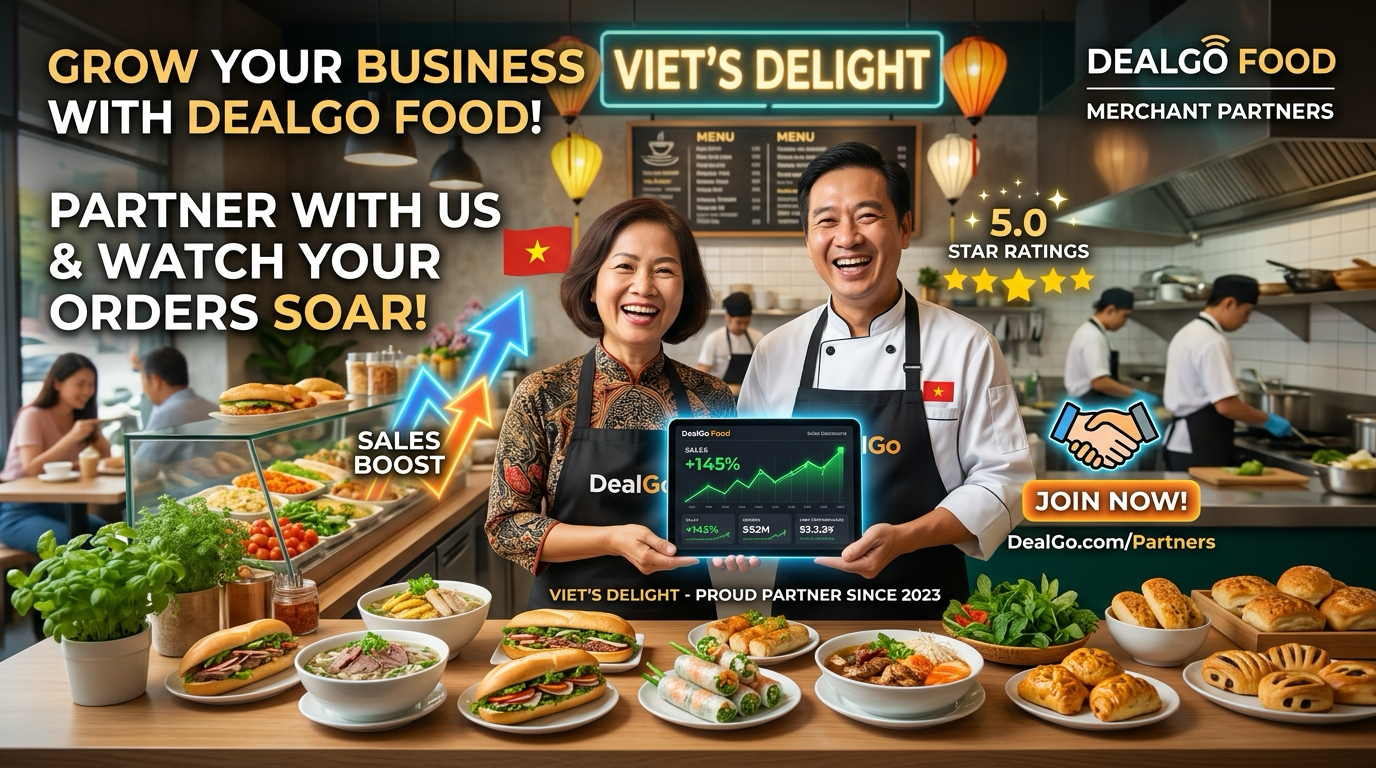 GROW YOUR BUSINESS
WITH DEALGO FOOD!
PARTNER WITH US
& WATCH YOUR
ORDERS SOAR!
VIET'S DELIGHT
DEALGO FOOD
MERCHANT PARTNERS
MENU
MENU
5.0
STAR RATINGS
SALES
BOOST
DealGo
Go
DealGo Food
SALES
+145%
+145%
$52M
JOIN NOW!
DealGo.com/Partners
VIET'S DELIGHT - PROUD PARTNER SINCE 2023